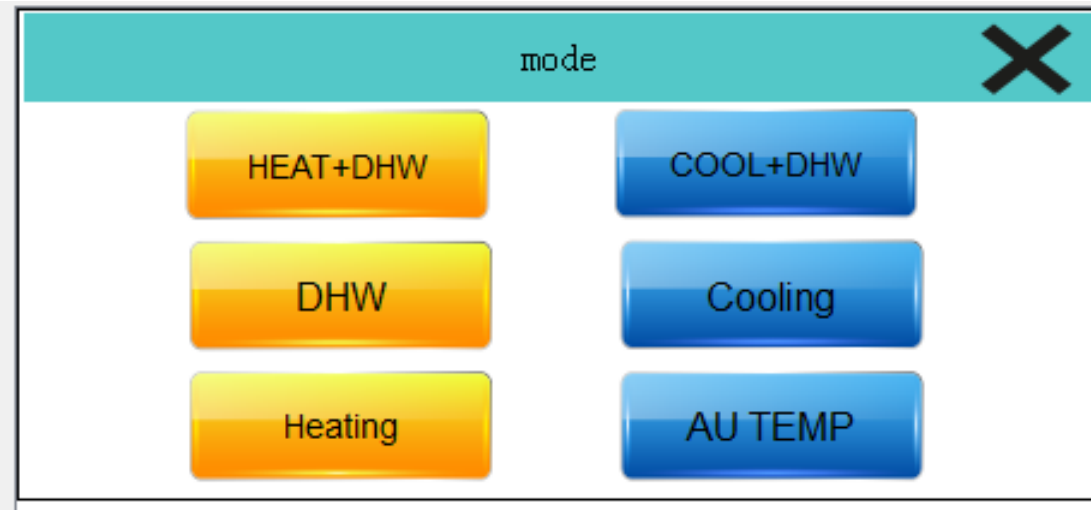 mode
HEAT+DHW
COOL+DHW
DHW
Cooling
Heating
AU TEMP